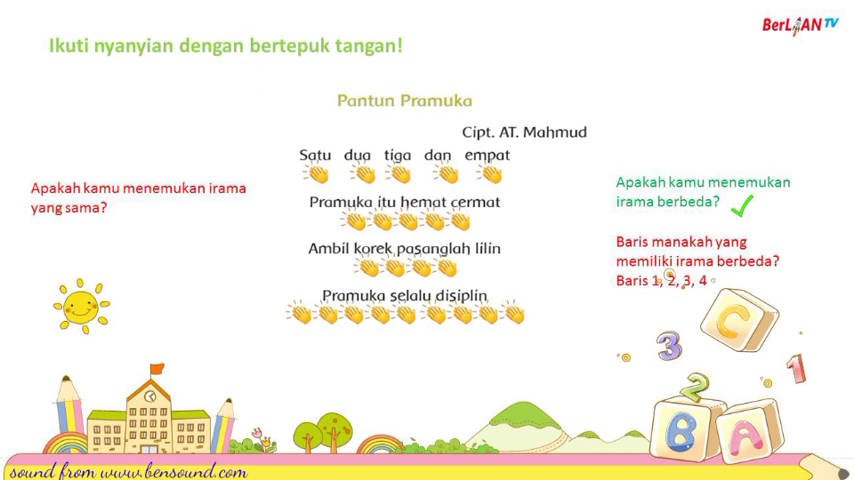 BerLIAN TV
Ikuti nyanyian dengan bertepuk tangan!
Pantun Pramuka
Cipt. AT. Mahmud
Satu dua tiga dan empat
Pramuka itu hemat cermat
Ambil korek pasanglah lilin
Pramuka selalu disiplin
Apakah kamu menemukan irama
yang sama?
Apakah kamu menemukan
irama berbeda?
Baris manakah yang
memiliki irama berbeda?
Baris 1, 2, 3, 4
C
3
1
2
B
A
sound from www.bensound.com